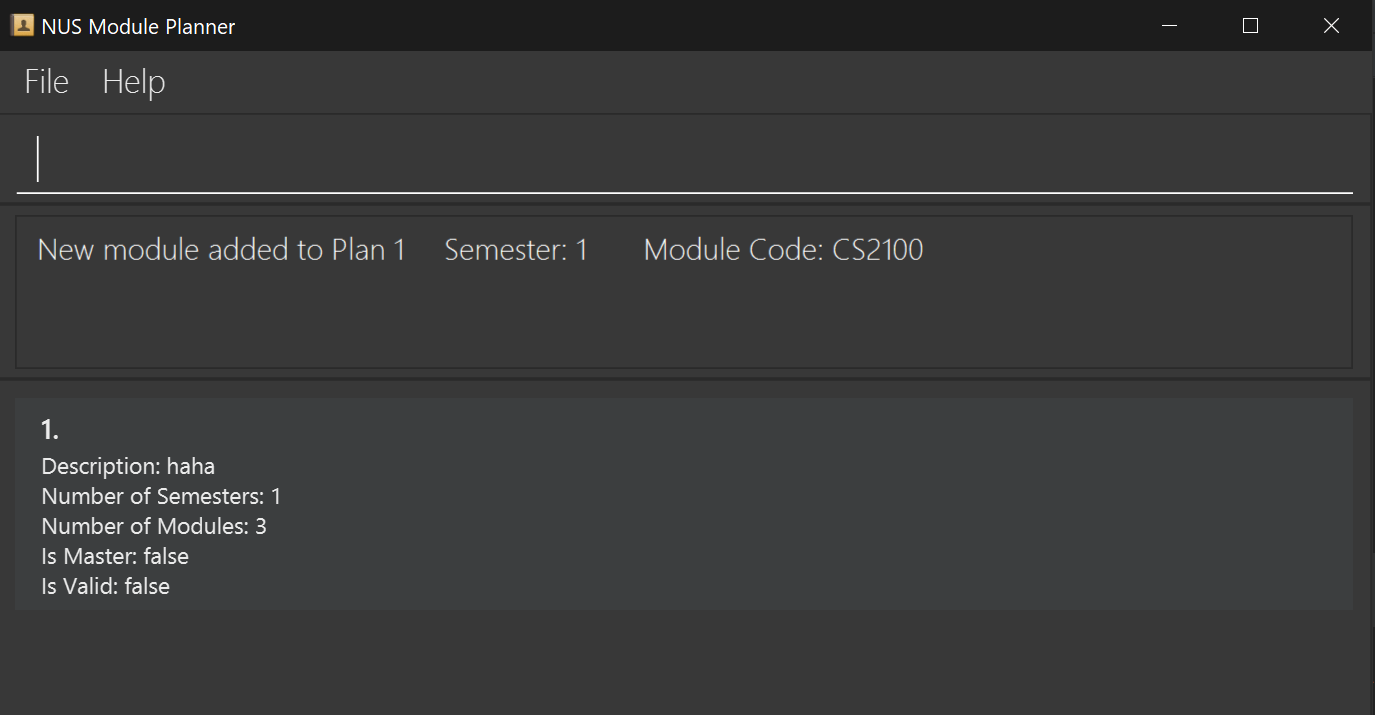 NUS Module Planner
File Help
New module added to Plan 1 Semester: 1 Module Code: CS2100
1.
Description: haha
Number of Semesters: 1
Number of Modules: 3
Is Master: false
Is Valid: false